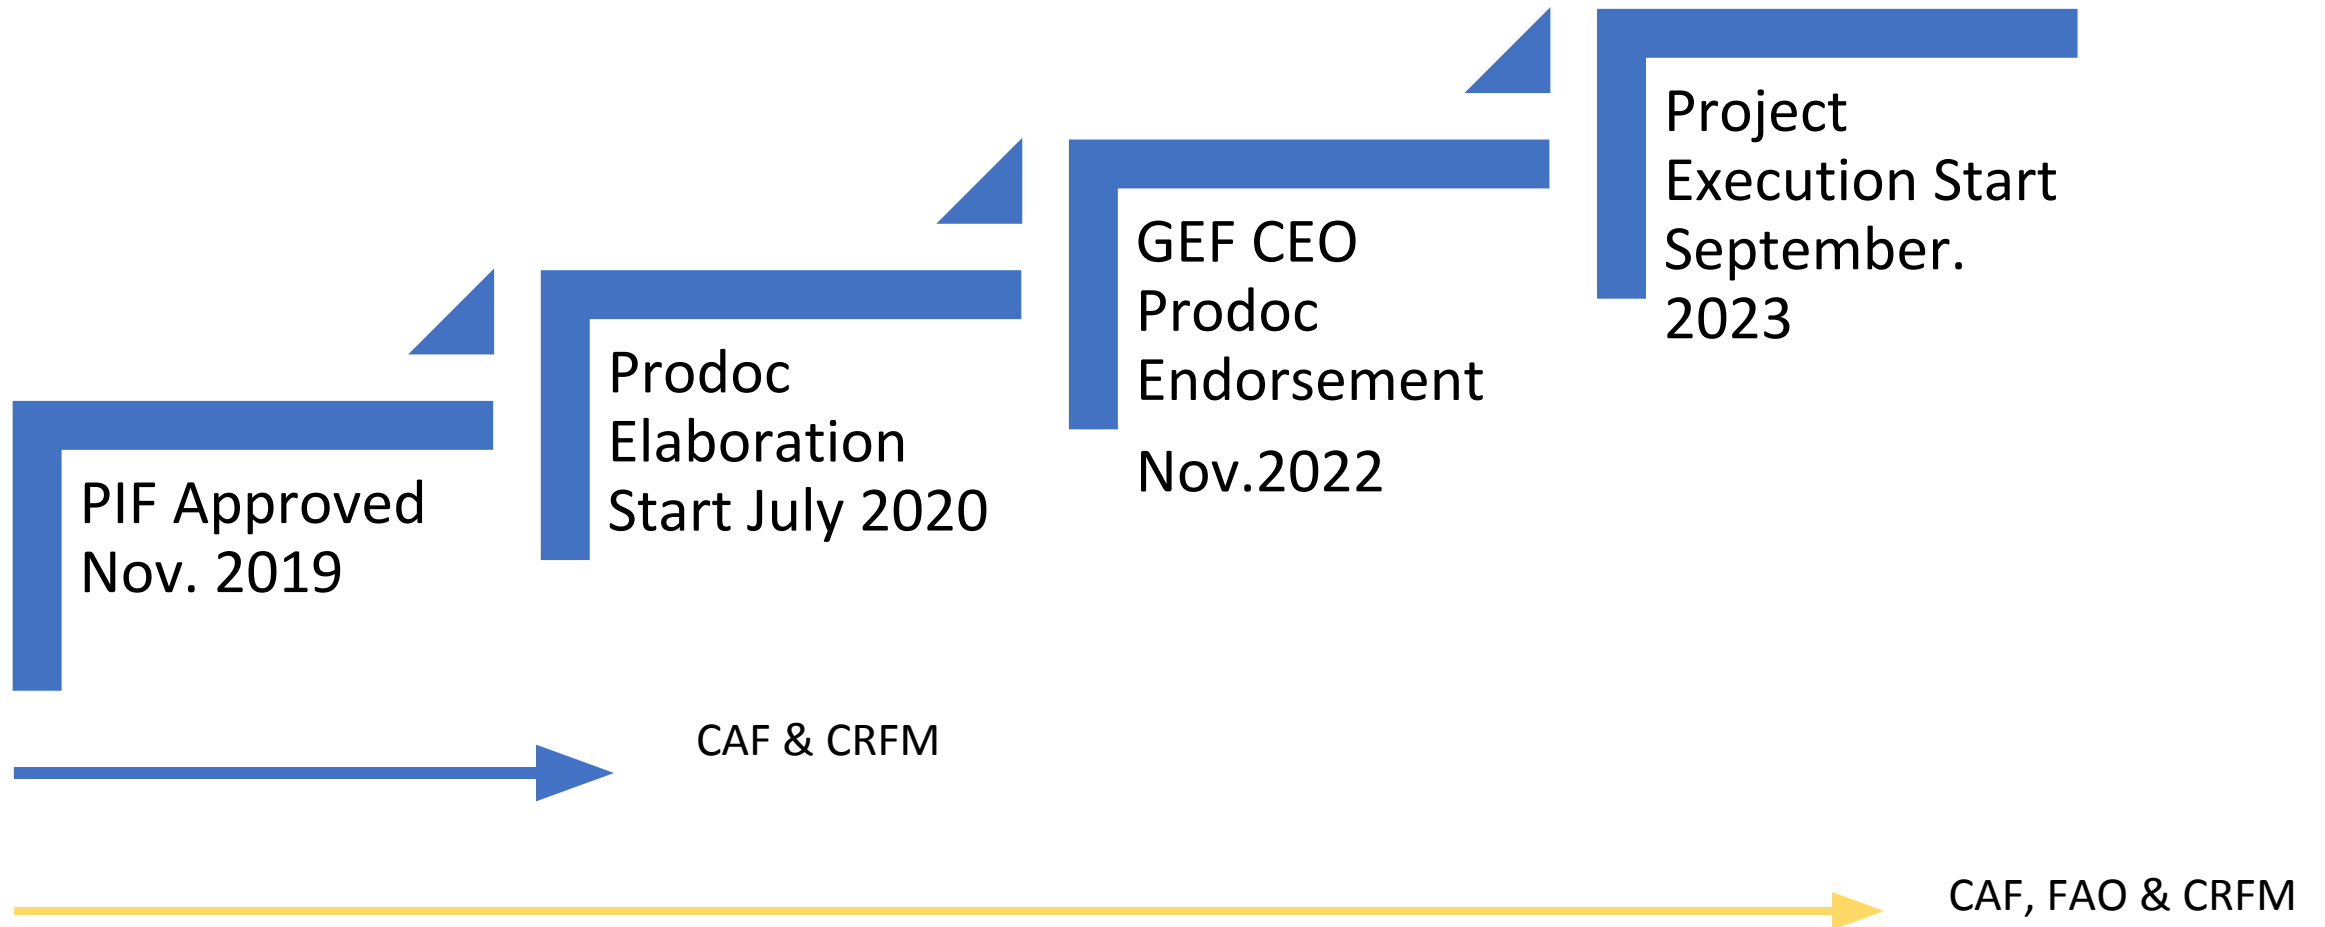 PIF Approved
Nov. 2019
Prodoc
Elaboration
Start July 2020
GEF CEO
Prodoc
Endorsement
Nov.2022
Project
Execution Start
September.
2023
CAF & CRFM
CAF, FAO & CRFM